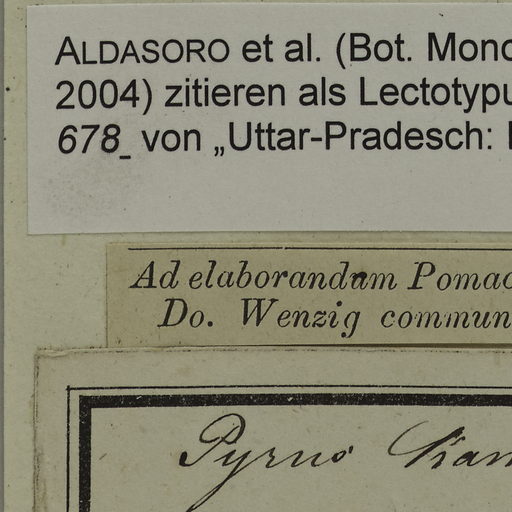 ALDASORO et al. (Bot. Mono
2004) zitieren als Lectotypu
678_ von „Uttar-Pradesch:
Ad elaborandam Pomac
Do. Wenzig commun
Pyrus